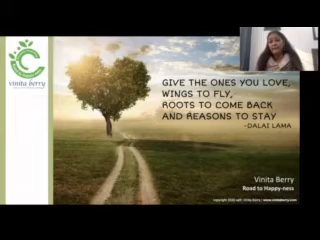 vinita berry
GIVE THE ONES YOU LOVE,
WINGS TO FLY,
ROOTS TO COME BACK
AND REASONS TO STAY
-DALAI LAMA
Vinita Berry
Road to Happy-ness